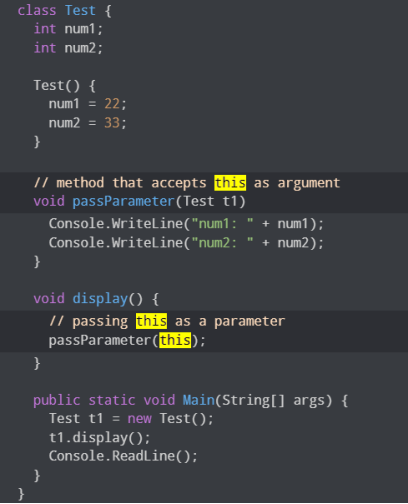 class Test {
  int num1;
  int num2;

  Test() {
    num1 = 22;
    num2 = 33;
  }

  // method that accepts this as argument
  void passParameter(Test t1)
    Console.WriteLine("num1: " + num1);
    Console.WriteLine("num2: " + num2);
  }

  void display() {
    // passing this as a parameter
    passParameter(this);
  }

  public static void Main(String[] args) {
    Test t1 = new Test();
    t1.display();
    Console.ReadLine();
  }
}